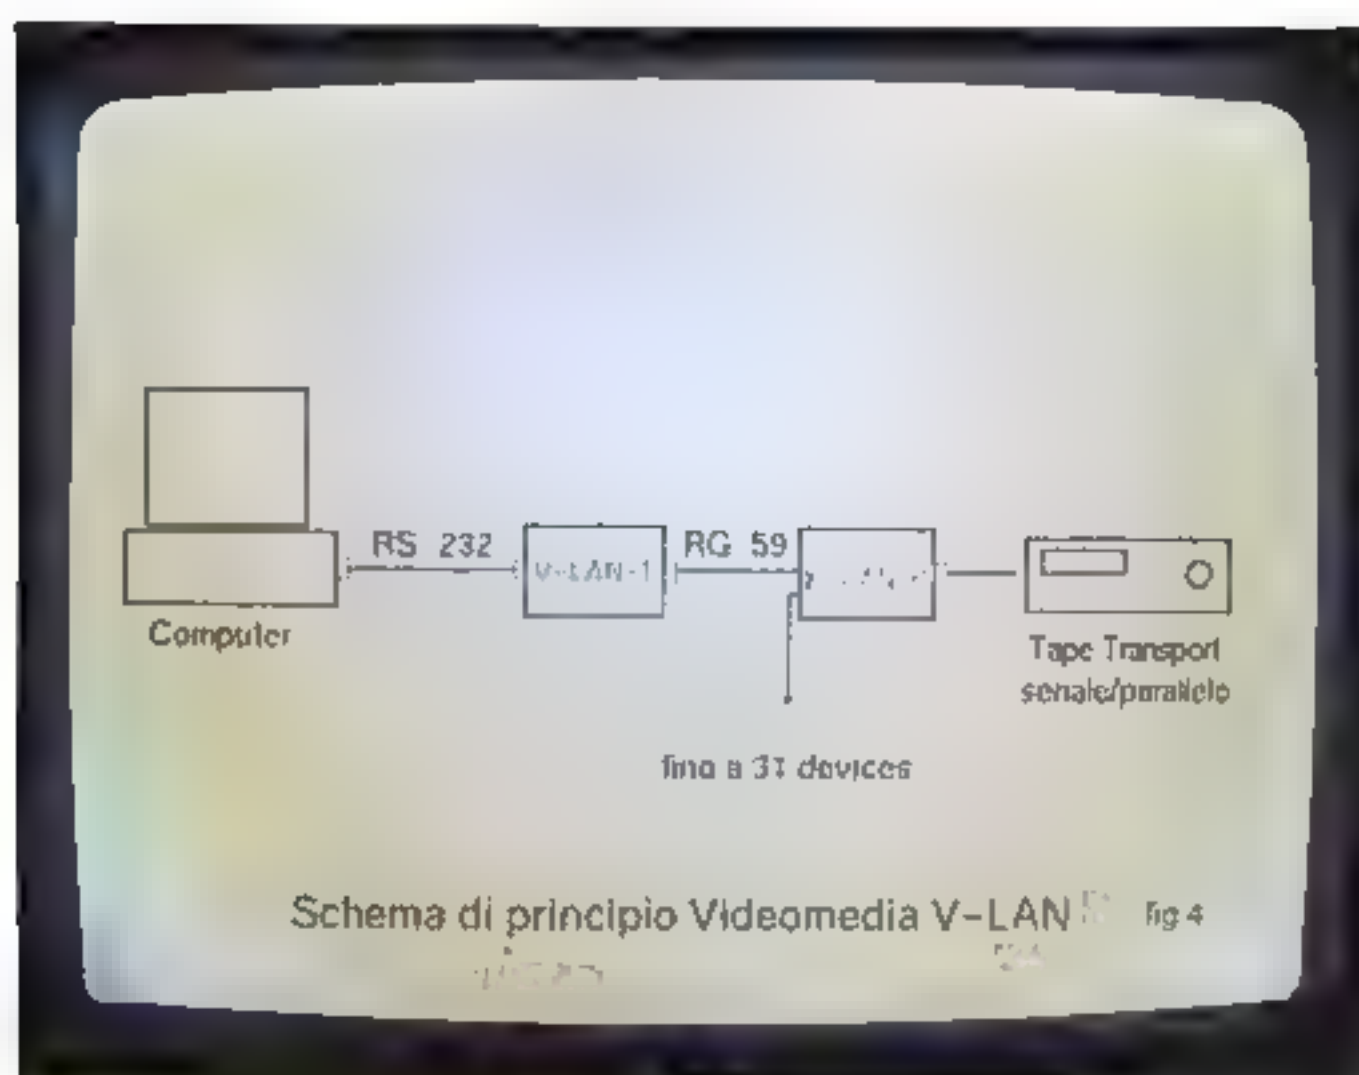 RS 232
V-LAN-1
RG 59
Computer
Tape Transport
seriale/parallelo
fino a 31 devices
Schema di principio Videomedia V-LAN fig 4